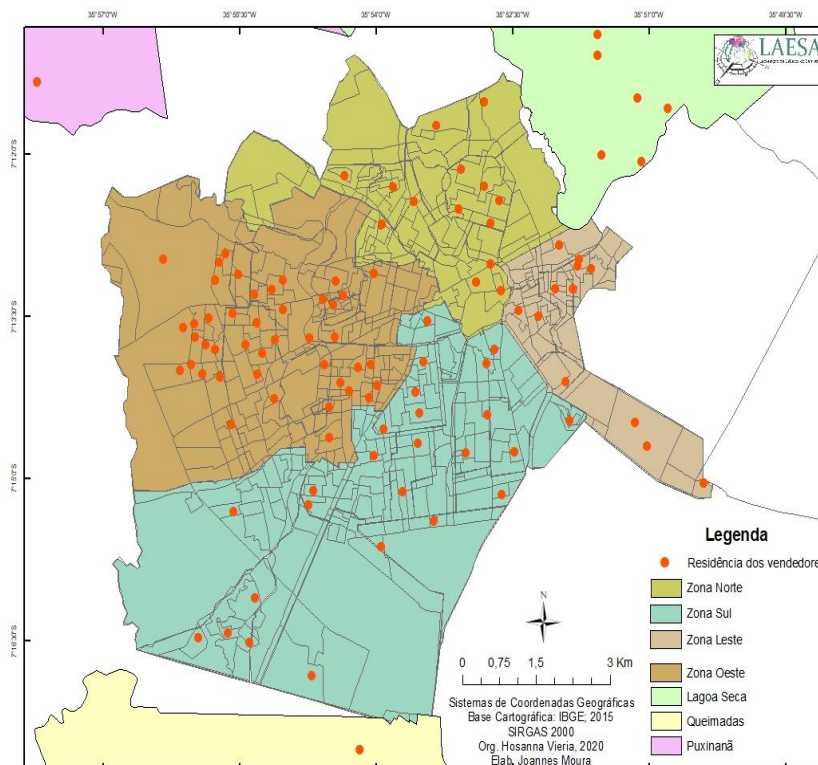 35°57'0"W 35°55'30"W 35°54'0"W 35°52'30"W 35°51'0"W 35°49'30"W
LAESA
7°12'0"S
7°13'30"S
7°15'0"S
7°16'30"S
Legenda
Residência dos vendedore
Zona Norte
Zona Sul
Zona Leste
Zona Oeste
Lagoa Seca
Queimadas
Puxinanã
N
0 0,75 1,5 3 Km
Sistemas de Coordenadas Geográficas
Base Cartográfica: IBGE; 2015
SIRGAS 2000
Org. Hosanna Vieria, 2020
Elab. Joannes Moura